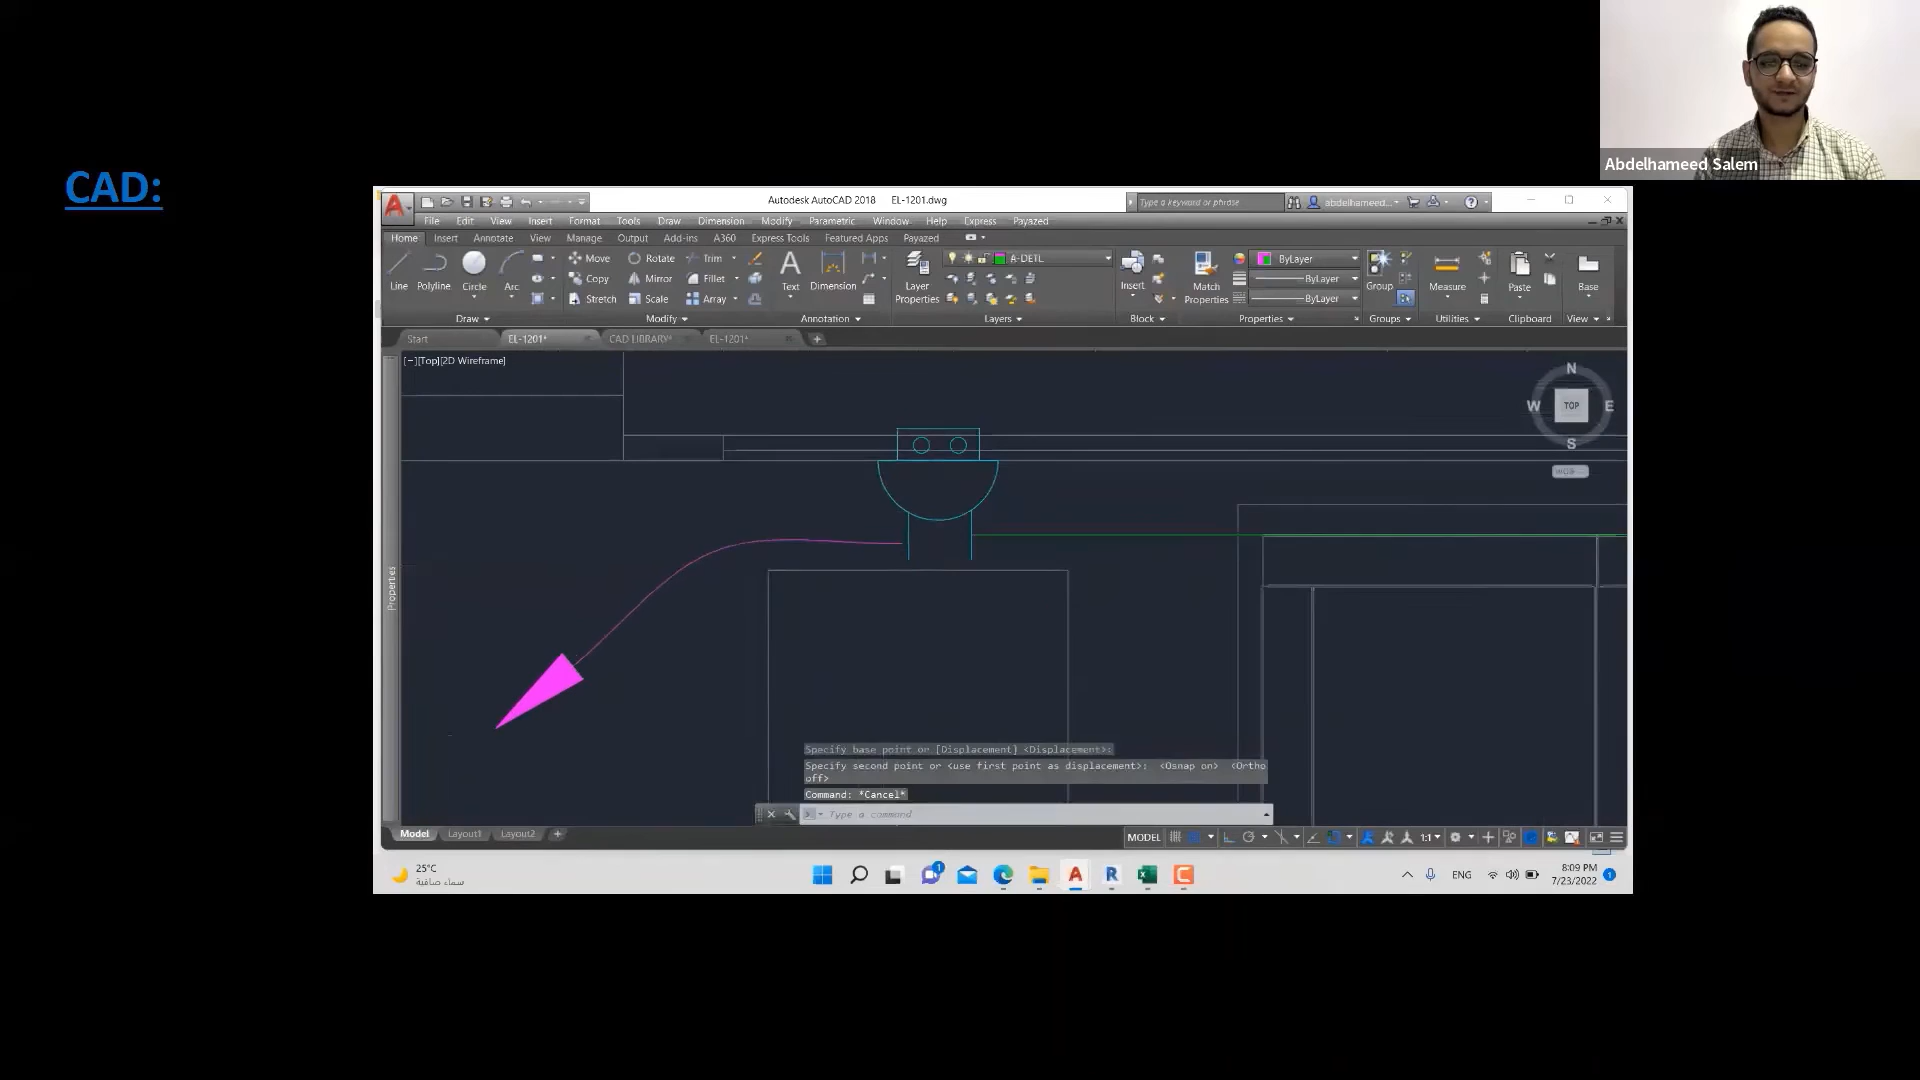 Abdelhameed Salem
CAD:
Autodesk AutoCAD 2018 EL-1201.dwg
Type a keyword or phrase
abdelhameed...
File Edit View Insert Format Tools Draw Dimension Modify Parametric Window Help Express Payazed
Home Insert Annotate View Manage Output Add-ins A360 Express Tools Featured Apps Payazed
Line Polyline Circle Arc
Move Rotate Trim
Copy Mirror Fillet
Stretch Scale Array
Text Dimension
Layer Properties
A-DETL
Insert
Match Properties
ByLayer
ByLayer
ByLayer
Group
Measure
Paste
Base
Draw Modify Annotation Layers Block Properties Groups Utilities Clipboard View
Start EL-1201* CAD LIBRARY* EL-1201*
[−][Top][2D Wireframe]
N
W TOP E
S
Properties
Specify base point or [Displacement] <Displacement>:
Specify second point or <use first point as displacement>: <Osnap on> <Ortho
off>
Command: *Cancel*
Type a command
Model Layout1 Layout2
MODEL 1:1
25°C
سماء صافية
ENG
8:09 PM
7/23/2022